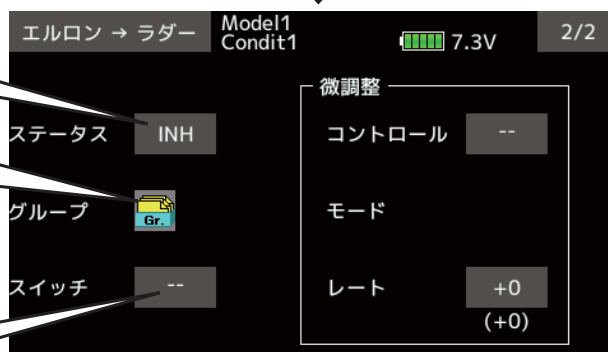 エルロン → ラダー
Model1
Condit1
7.3V
2/2
微調整
ステータス INH
コントロール --
グループ Gr.
モード
スイッチ --
レート +0
(+0)